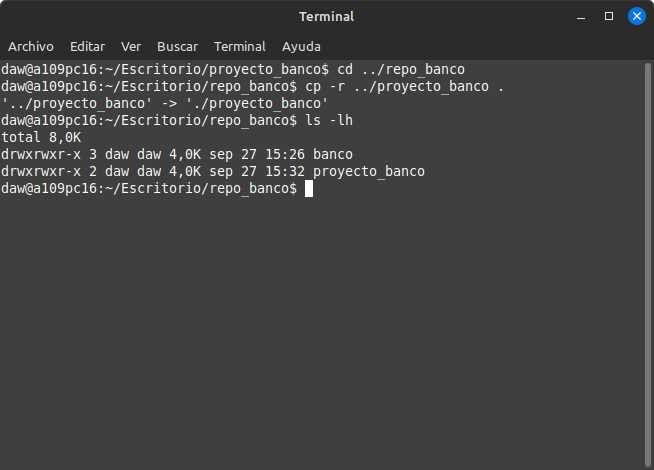 Terminal
Archivo Editar Ver Buscar Terminal Ayuda
daw@a109pc16:~/Escritorio/proyecto_banco$ cd ../repo_banco
daw@a109pc16:~/Escritorio/repo_banco$ cp -r ../proyecto_banco .
'../proyecto_banco' -> './proyecto_banco'
daw@a109pc16:~/Escritorio/repo_banco$ ls -lh
total 8,0K
drwxrwxr-x 3 daw daw 4,0K sep 27 15:26 banco
drwxrwxr-x 2 daw daw 4,0K sep 27 15:32 proyecto_banco
daw@a109pc16:~/Escritorio/repo_banco$